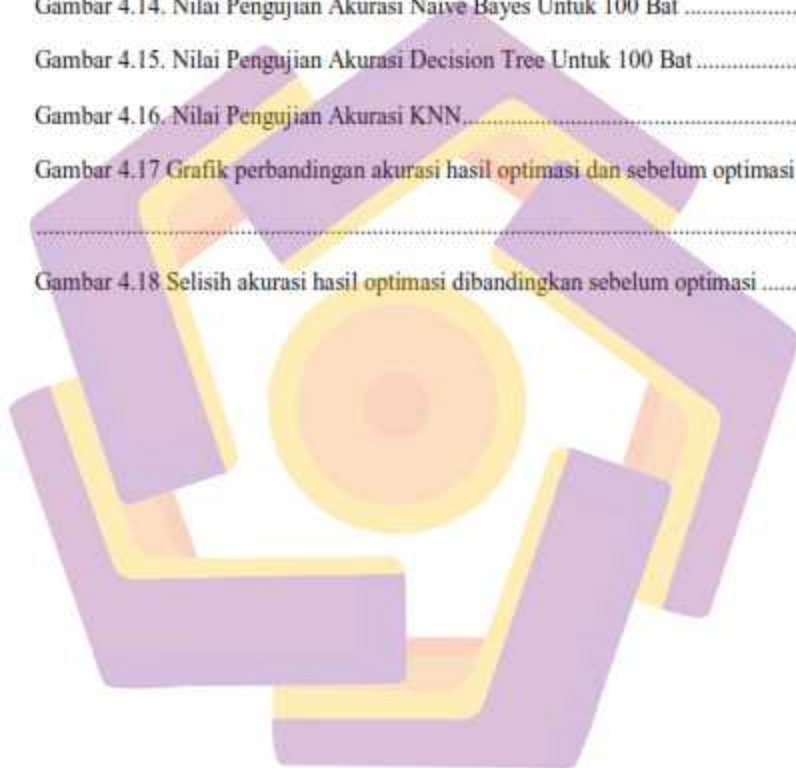 Gambar 4.14. Nilai Pengujian Akurasi Naive Bayes Untuk 100 Bat ....................
Gambar 4.15. Nilai Pengujian Akurasi Decision Tree Untuk 100 Bat ..................
Gambar 4.16. Nilai Pengujian Akurasi KNN............................................................
Gambar 4.17 Grafik perbandingan akurasi hasil optimasi dan sebelum optimasi
........................................................................................................................................
Gambar 4.18 Selisih akurasi hasil optimasi dibandingkan sebelum optimasi ......